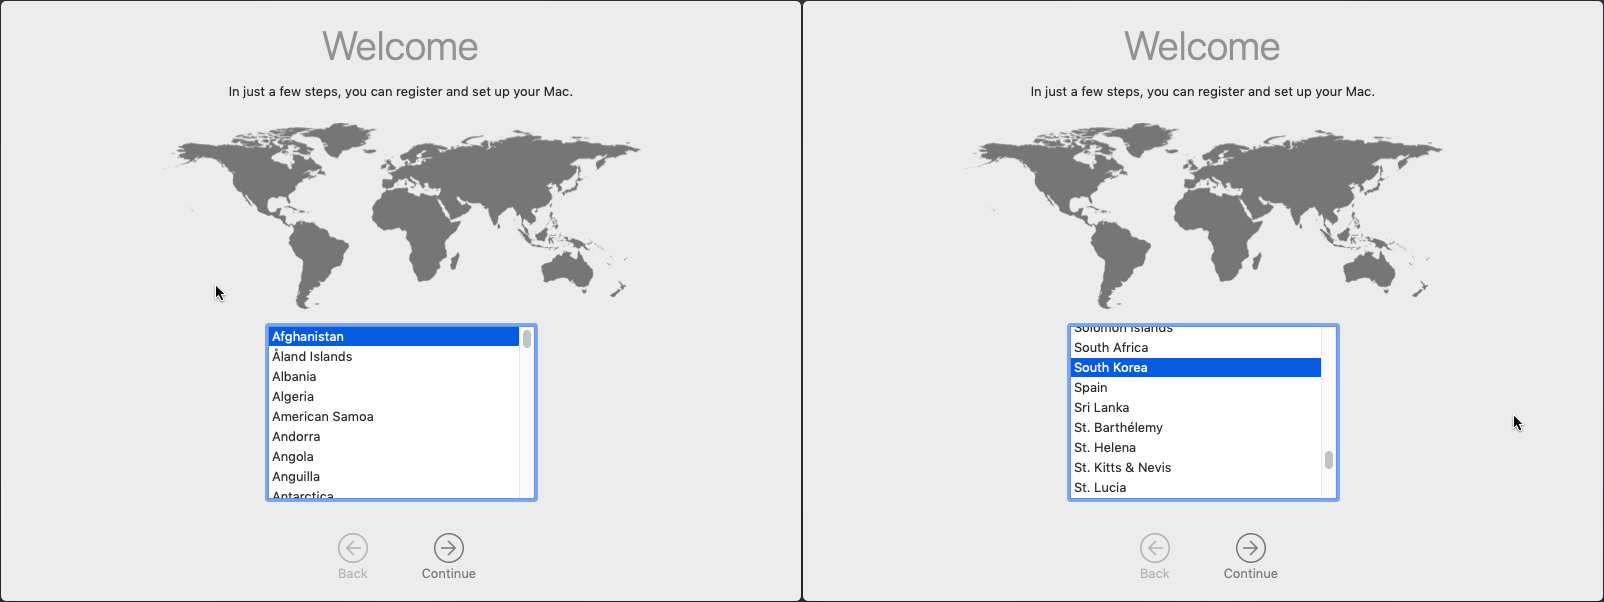 Welcome
In just a few steps, you can register and set up your Mac.
Afghanistan
Åland Islands
Albania
Algeria
American Samoa
Andorra
Angola
Anguilla
Antarctica
Back
Continue
Welcome
In just a few steps, you can register and set up your Mac.
Solomon Islands
South Africa
South Korea
Spain
Sri Lanka
St. Barthélemy
St. Helena
St. Kitts & Nevis
St. Lucia
Back
Continue